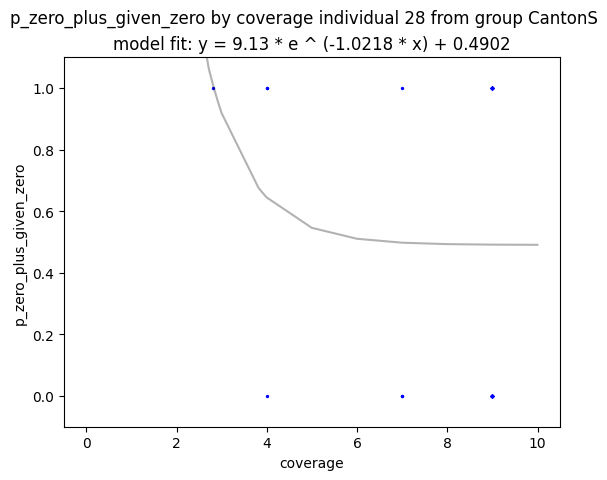 p_zero_plus_given_zero by coverage individual 28 from group CantonS
model fit: y = 9.13 * e ^ (-1.0218 * x) + 0.4902
1.0
0.8
0.6
0.4
0.2
0.0
p_zero_plus_given_zero
0 2 4 6 8 10
coverage